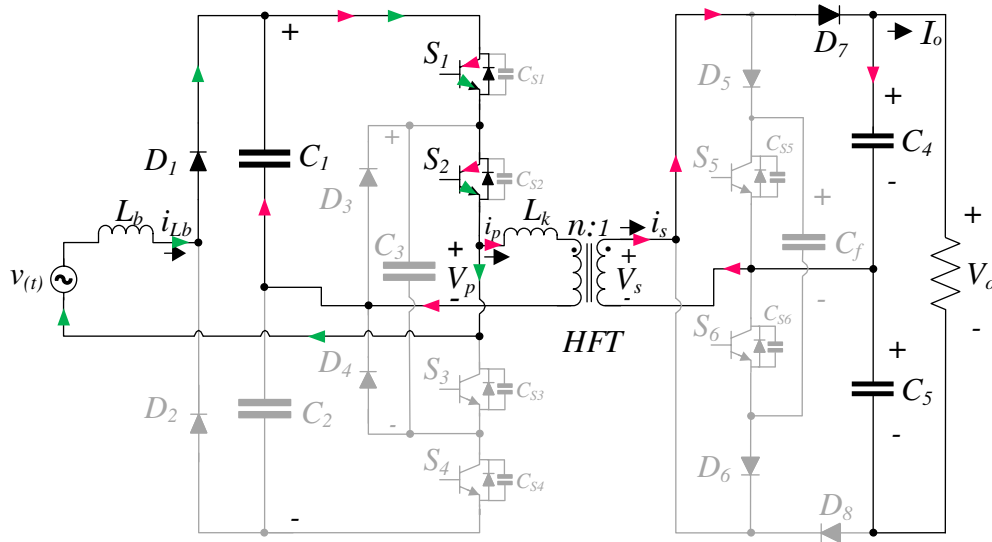 D1
+
S1
CS1
D7
Io
D5
+
C4
-
D1
C1
+
D3
S2
CS2
S5
CS5
Lb
iLb
C3
ip
Lk
n:1
is
+
Cf
-
+
Vp
-
+
Vs
-
+
Vo
-
v(t)
HFT
S6
CS6
D4
S3
CS3
+
C5
-
D2
C2
-
S4
CS4
D6
D8
-